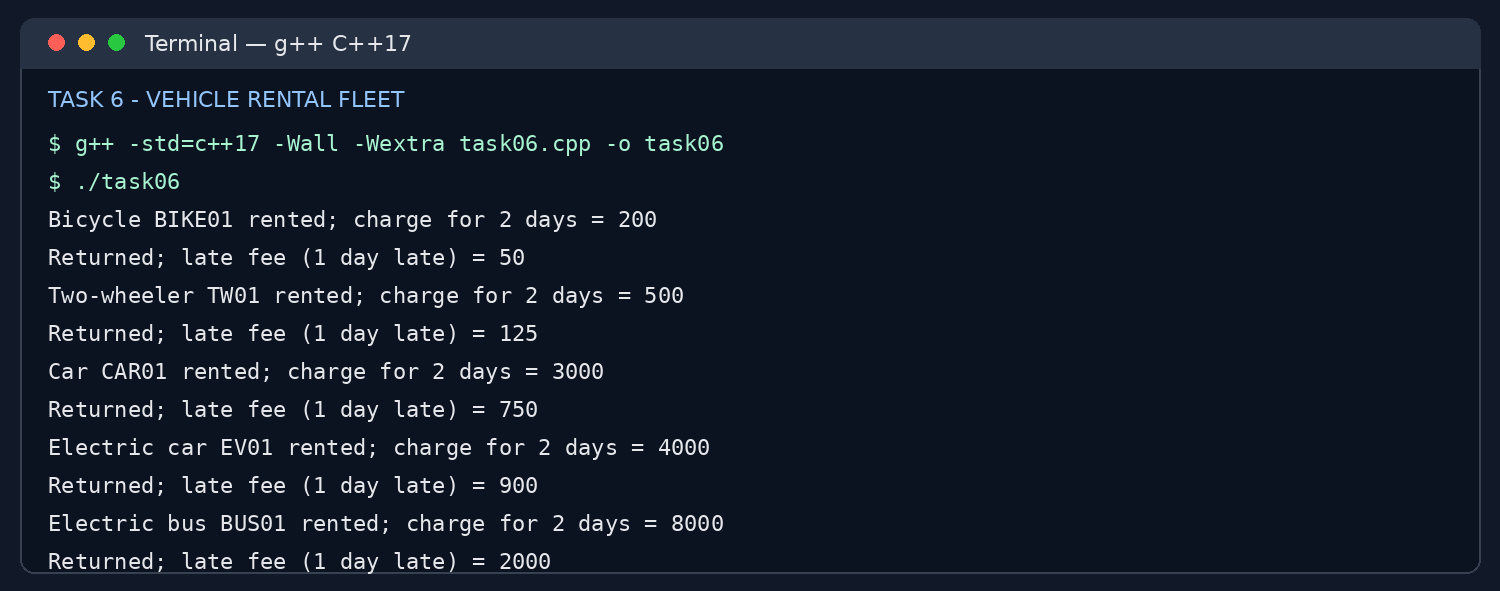 Terminal — g++ C++17
TASK 6 - VEHICLE RENTAL FLEET
$ g++ -std=c++17 -Wall -Wextra task06.cpp -o task06
$ ./task06
Bicycle BIKE01 rented; charge for 2 days = 200
Returned; late fee (1 day late) = 50
Two-wheeler TW01 rented; charge for 2 days = 500
Returned; late fee (1 day late) = 125
Car CAR01 rented; charge for 2 days = 3000
Returned; late fee (1 day late) = 750
Electric car EV01 rented; charge for 2 days = 4000
Returned; late fee (1 day late) = 900
Electric bus BUS01 rented; charge for 2 days = 8000
Returned; late fee (1 day late) = 2000